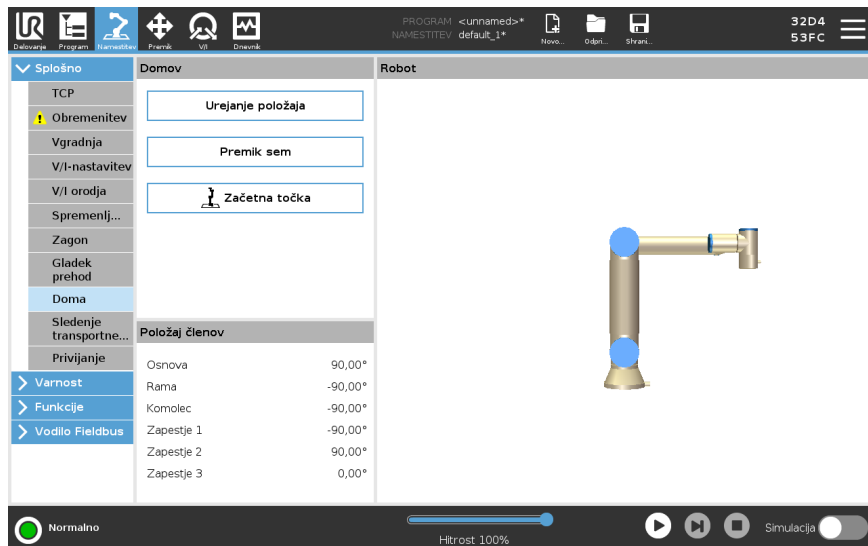 PROGRAM <unnamed>*
NAMESTITEV default_1*
32D4
53FC
Delovanje Program Namestitev Premik V/I Dnevnik Novo... Odpri... Shrani...
Splošno
TCP
Obremenitev
Vgradnja
V/I-nastavitev
V/I orodja
Spremenlj...
Zagon
Gladek
prehod
Doma
Sledenje
transportne...
Privijanje
Varnost
Funkcije
Vodilo Fieldbus
Domov
Urejanje položaja
Premik sem
Začetna točka
Položaj členov
Osnova 90,00°
Rama -90,00°
Komolec -90,00°
Zapestje 1 -90,00°
Zapestje 2 90,00°
Zapestje 3 0,00°
Robot
Normalno
Hitrost 100%
Simulacija